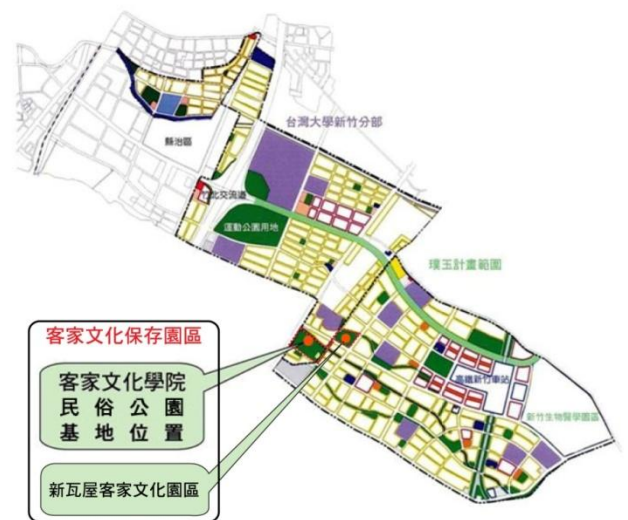 台灣大學新竹分部
縣治區
竹北交流道
運動公園用地
璞玉計畫範圍
客家文化保存園區
客家文化學院
民俗公園
基地位置
高鐵新竹車站
新竹生物醫學園區
新瓦屋客家文化園區